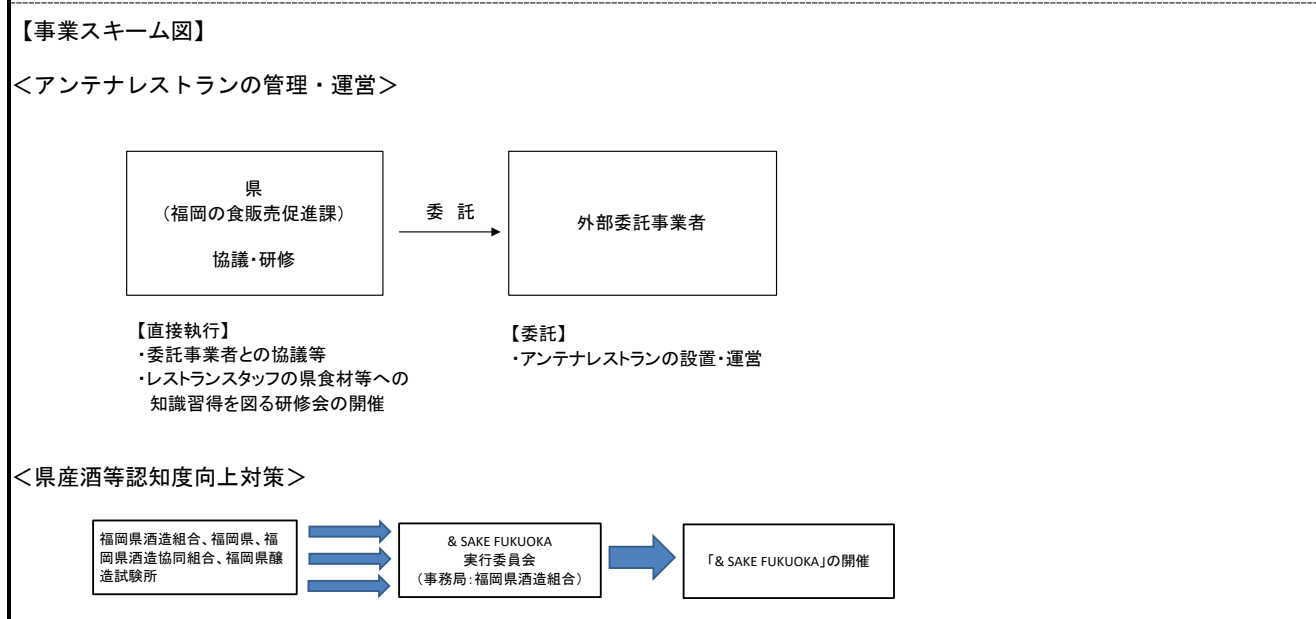 【事業スキーム図】
＜アンテナレストランの管理・運営＞
県
（福岡の食販売促進課）
協議・研修
委 託
外部委託事業者
【直接執行】
・委託事業者との協議等
・レストランスタッフの県食材等への
知識習得を図る研修会の開催
【委託】
・アンテナレストランの設置・運営
＜県産酒等認知度向上対策＞
福岡県酒造組合、福岡県、福
岡県酒造協同組合、福岡県醸
造試験所
& SAKE FUKUOKA
実行委員会
（事務局：福岡県酒造組合）
「& SAKE FUKUOKA」の開催